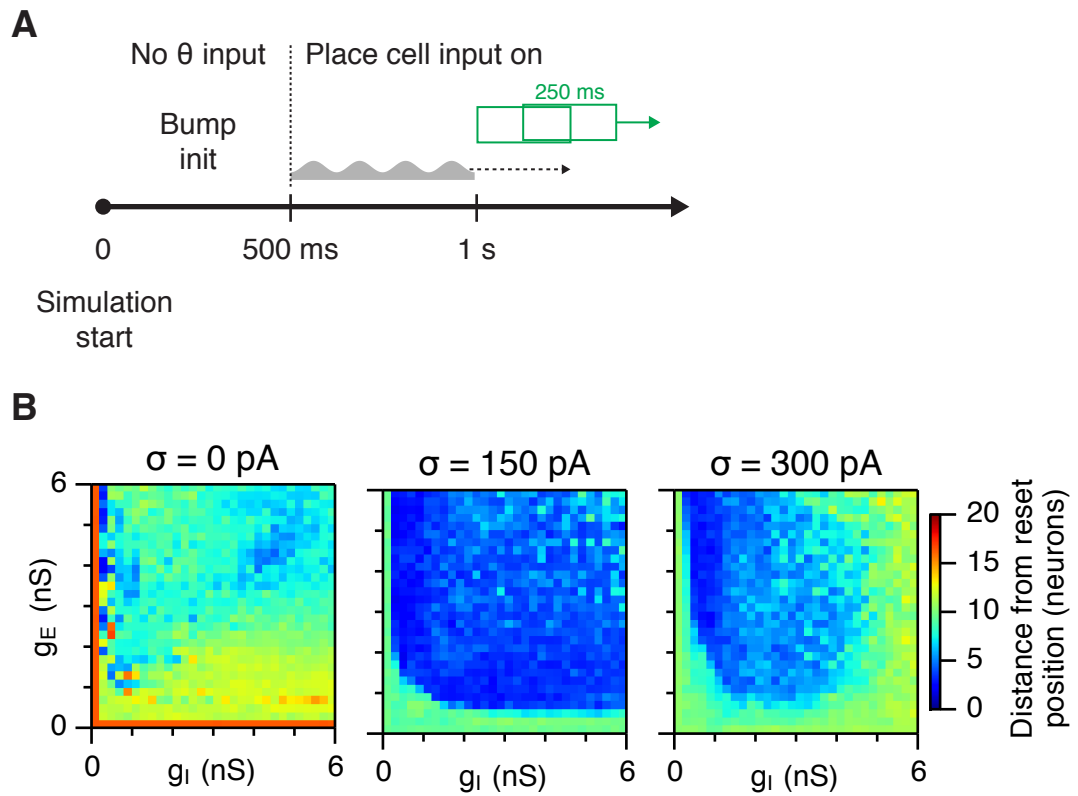 A
No θ input
Place cell input on
250 ms
Bump
init
0
500 ms
1 s
Simulation
start
B
σ = 0 pA
σ = 150 pA
σ = 300 pA
6
gE (nS)
0
0
gI (nS)
6
0
gI (nS)
6
0
gI (nS)
6
20
15
10
5
0
Distance from reset
position (neurons)